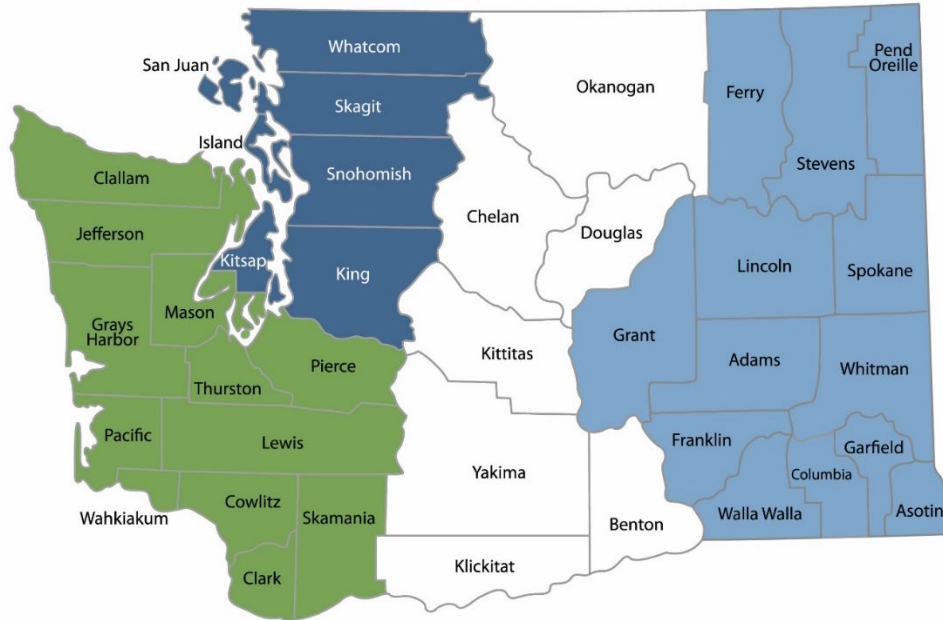 Whatcom
San Juan
Pend
Oreille
Okanogan
Ferry
Skagit
Island
Stevens
Clallam
Snohomish
Chelan
Douglas
Jefferson
Kitsap
King
Lincoln
Spokane
Mason
Grays
Harbor
Grant
Kittitas
Pierce
Adams
Whitman
Thurston
Pacific
Lewis
Franklin
Garfield
Yakima
Columbia
Cowlitz
Wahkiakum
Skamania
Benton
Walla Walla
Asotin
Klickitat
Clark